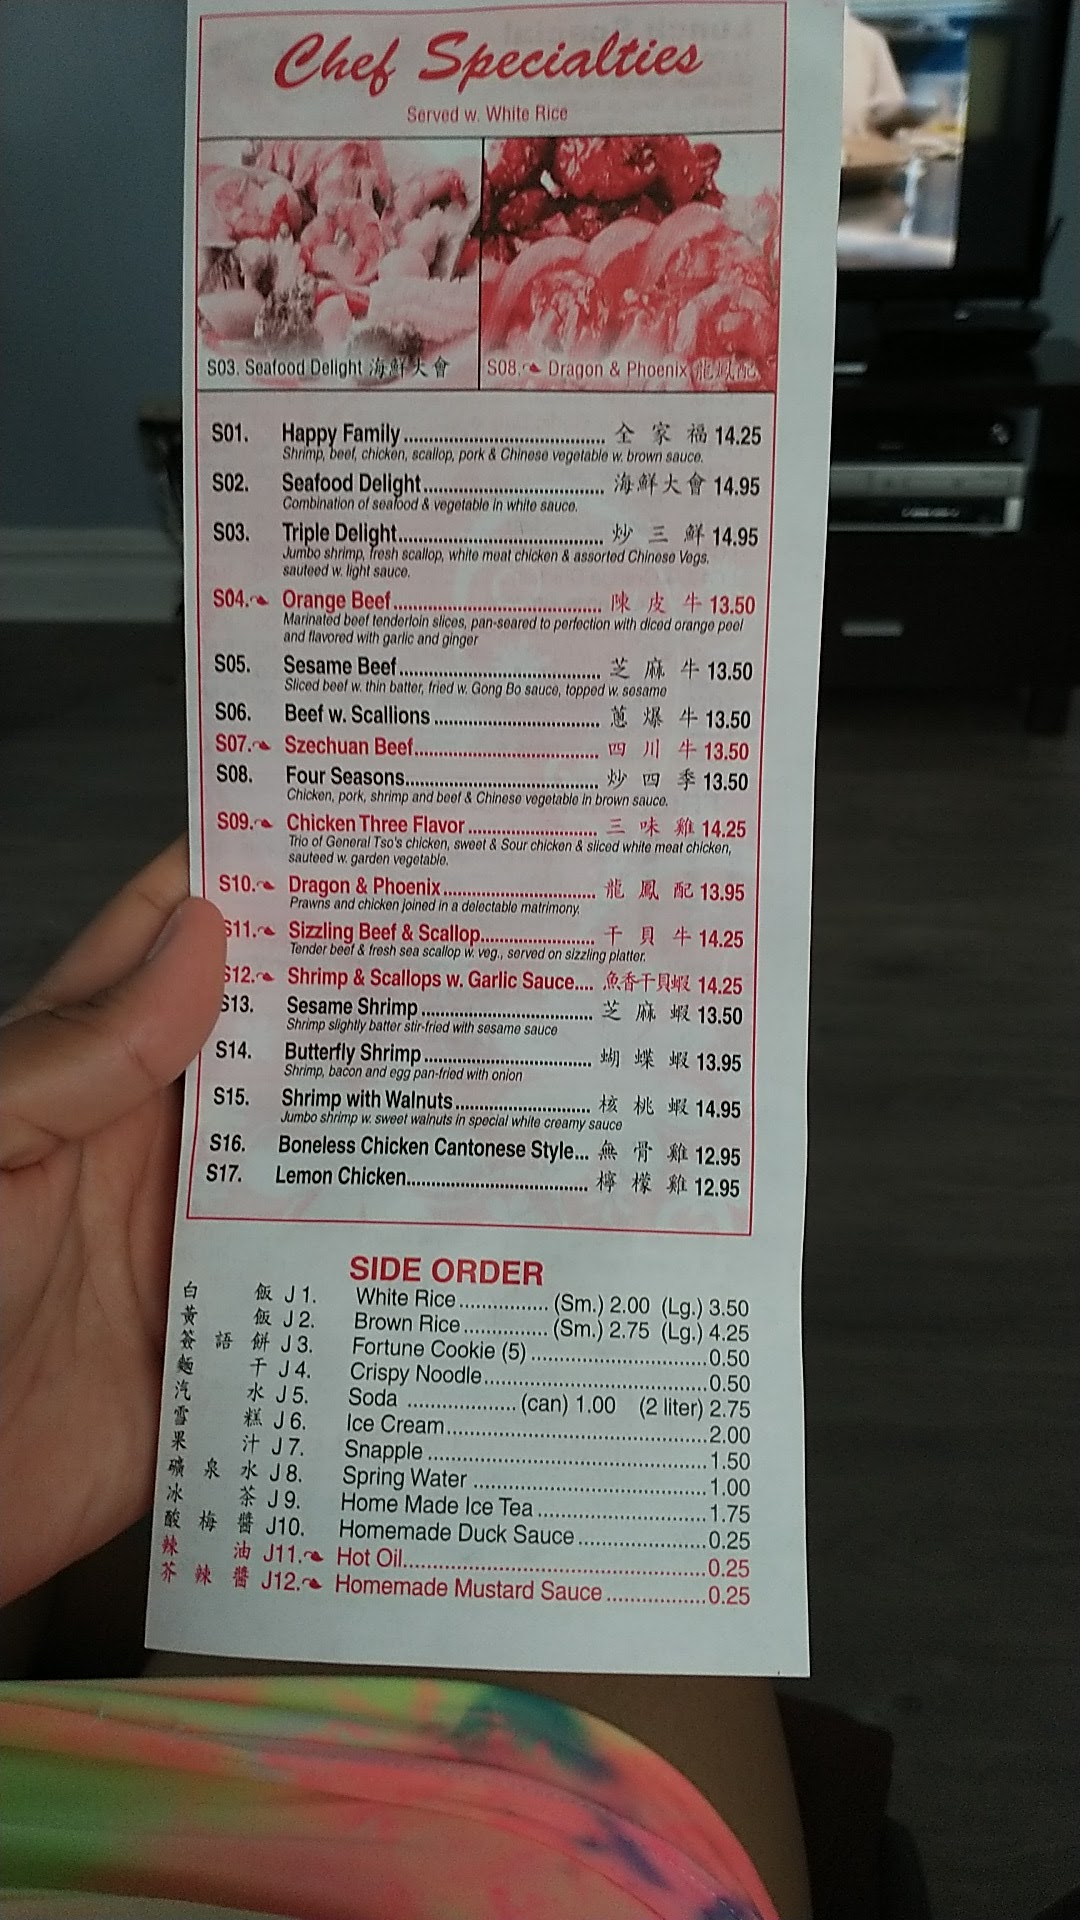 Chef Specialties
Served w. White Rice
S03. Seafood Delight 海鮮大會
S08. Dragon & Phoenix 龍鳳配
S01. Happy Family 全家福 14.25
Shrimp, beef, chicken, scallop, pork & Chinese vegetable w. brown sauce.
S02. Seafood Delight 海鮮大會 14.95
Combination of seafood & vegetable in white sauce.
S03. Triple Delight 炒三鮮 14.95
Jumbo shrimp, fresh scallop, white meat chicken & assorted Chinese Vegs.
sauteed w. light sauce.
S04. Orange Beef 陳皮牛 13.50
Marinated beef tenderloin slices, pan-seared to perfection with diced orange peel
and flavored with garlic and ginger
S05. Sesame Beef 芝麻牛 13.50
Sliced beef w. thin batter, fried w. Gong Bo sauce, topped w. sesame
S06. Beef w. Scallions 蔥爆牛 13.50
S07. Szechuan Beef 四川牛 13.50
S08. Four Seasons 炒四季 13.50
Chicken, pork, shrimp and beef & Chinese vegetable in brown sauce.
S09. Chicken Three Flavor 三味雞 14.25
Trio of General Tso's chicken, sweet & Sour chicken & sliced white meat chicken,
sauteed w. garden vegetable.
S10. Dragon & Phoenix 龍鳳配 13.95
Prawns and chicken joined in a delectable matrimony.
S11. Sizzling Beef & Scallop 干貝牛 14.25
Tender beef & fresh sea scallop w. veg., served on sizzling platter.
S12. Shrimp & Scallops w. Garlic Sauce.... 魚香干貝蝦 14.25
S13. Sesame Shrimp 芝麻蝦 13.50
Shrimp slightly batter stir-fried with sesame sauce
S14. Butterfly Shrimp 蝴蝶蝦 13.95
Shrimp, bacon and egg pan-fried with onion
S15. Shrimp with Walnuts 核桃蝦 14.95
Jumbo shrimp w. sweet walnuts in special white creamy sauce
S16. Boneless Chicken Cantonese Style... 無骨雞 12.95
S17. Lemon Chicken 檸檬雞 12.95
SIDE ORDER
白飯 J 1. White Rice (Sm.) 2.00 (Lg.) 3.50
黃飯 J 2. Brown Rice (Sm.) 2.75 (Lg.) 4.25
簽語餅 J 3. Fortune Cookie (5) 0.50
麵干 J 4. Crispy Noodle 0.50
汽水 J 5. Soda (can) 1.00 (2 liter) 2.75
雪糕 J 6. Ice Cream 2.00
果汁 J 7. Snapple 1.50
礦泉水 J 8. Spring Water 1.00
冰茶 J 9. Home Made Ice Tea 1.75
酸梅醬 J10. Homemade Duck Sauce 0.25
辣油 J11. Hot Oil 0.25
芥辣醬 J12. Homemade Mustard Sauce 0.25